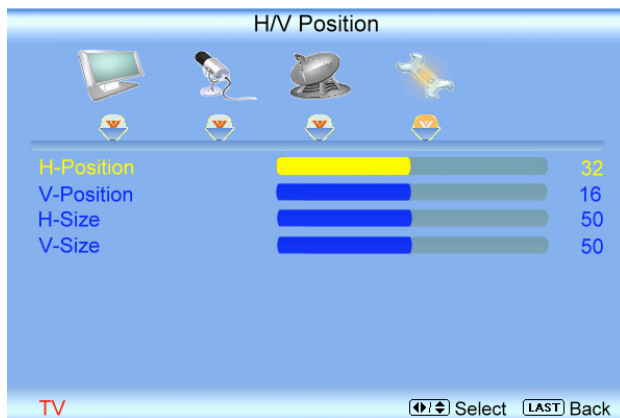 H/V Position
H-Position 32
V-Position 16
H-Size 50
V-Size 50
TV Select LAST Back